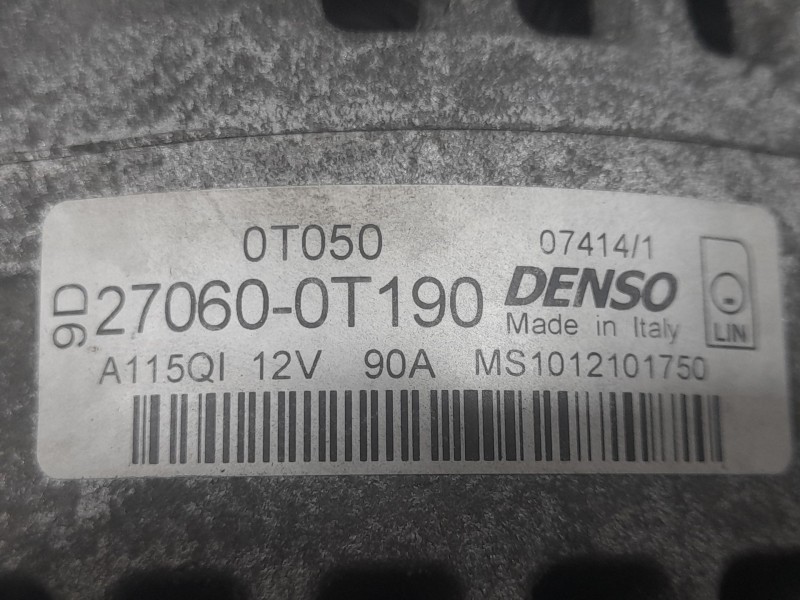 0T050 07414/1
9D 27060-0T190 DENSO
Made in Italy LIN
A115QI 12V 90A MS1012101750